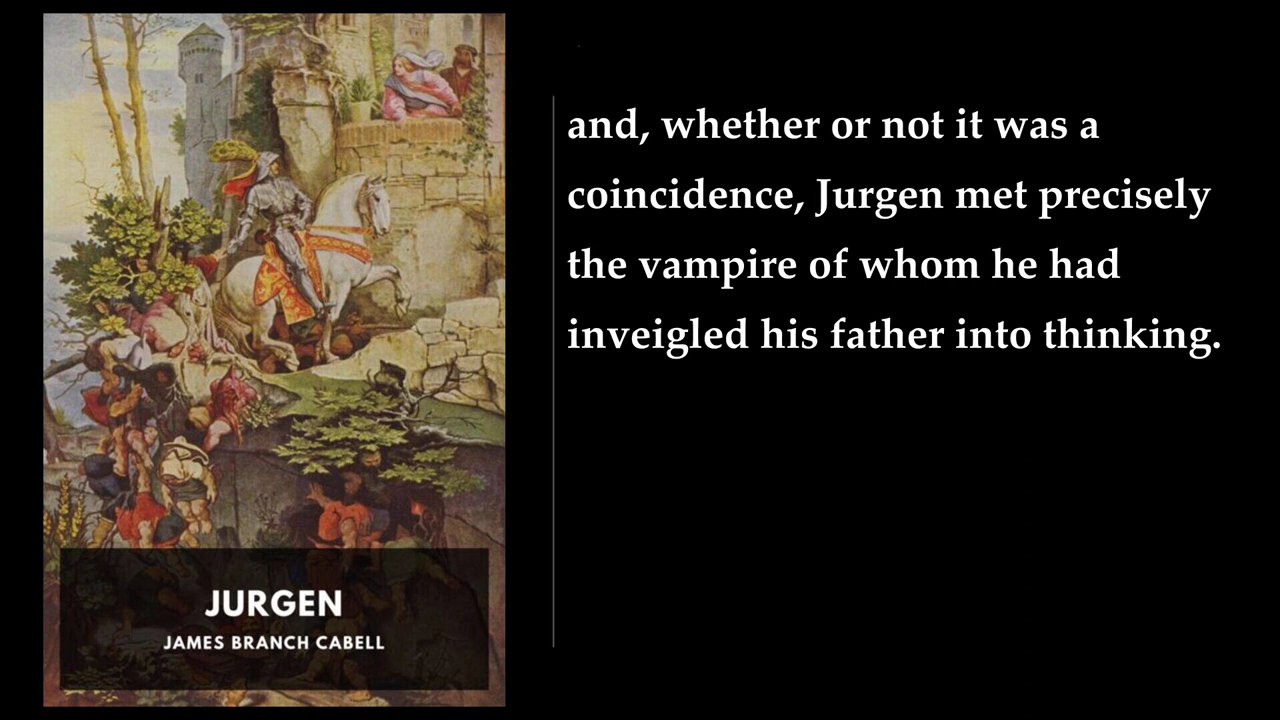 and, whether or not it was a
coincidence, Jurgen met precisely
the vampire of whom he had
inveigled his father into thinking.
JURGEN
JAMES BRANCH CABELL